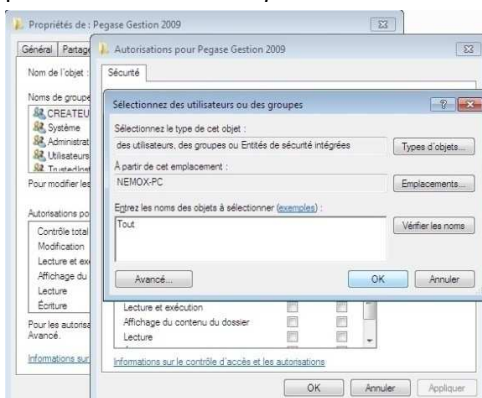 Propriétés de : Pegase Gestion 2009
Autorisations pour Pegase Gestion 2009
Général Partage
Sécurité
Nom de l'objet :
Noms de groupe
CREATEU
Système
Administrat
Utilisateurs
TrustedInst
Pour modifier les
Autorisations po
Contrôle total
Modification
Lecture et exé
Affichage du
Lecture
Écriture
Pour les autorisa
Avancé.
Informations sur
Sélectionnez des utilisateurs ou des groupes
Sélectionnez le type de cet objet :
des utilisateurs, des groupes ou Entités de sécurité intégrées
Types d'objets...
À partir de cet emplacement :
NEMOX-PC
Emplacements...
Entrez les noms des objets à sélectionner (exemples) :
Tout
Vérifier les noms
Avancé...
OK
Annuler
Lecture et exécution
Affichage du contenu du dossier
Lecture
Informations sur le contrôle d'accès et les autorisations
OK
Annuler
Appliquer